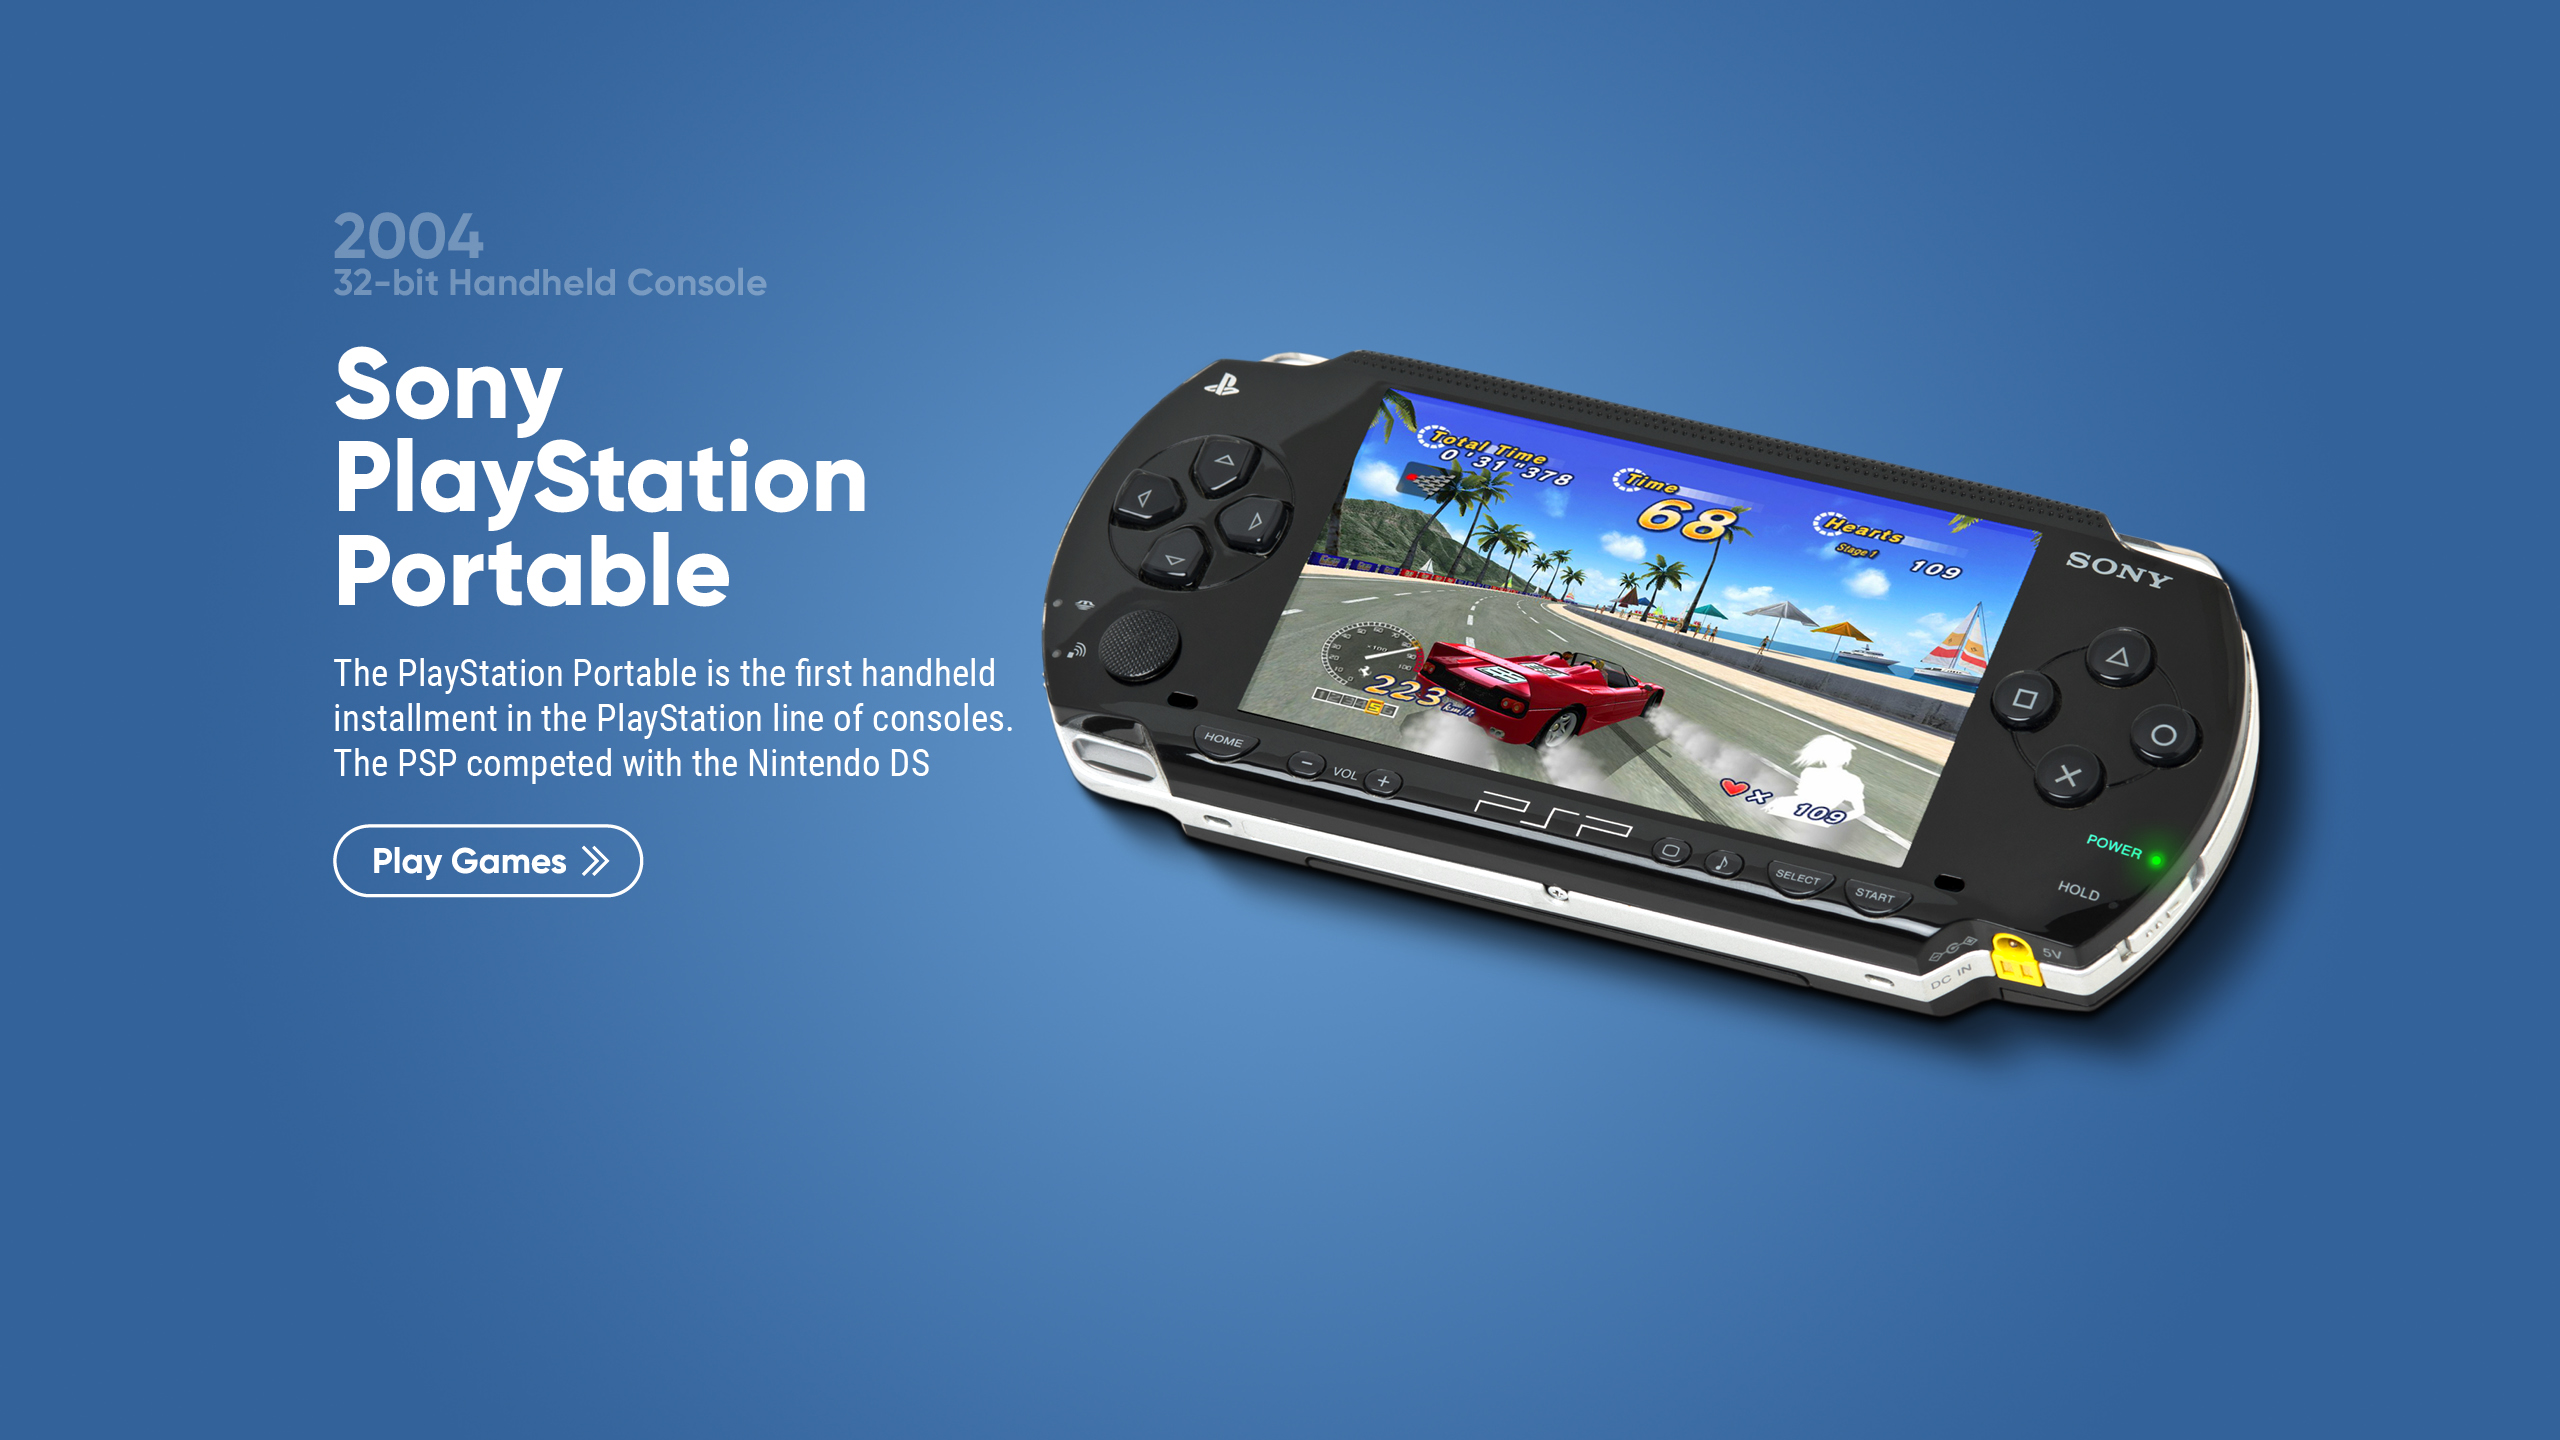 2004
32-bit Handheld Console
Sony
PlayStation
Portable
The PlayStation Portable is the first handheld
installment in the PlayStation line of consoles.
The PSP competed with the Nintendo DS
Play Games
Total Time
0'31"378
Time
68
Hearts
Stage 1
109
SONY
223 km/h
109
HOME
VOL
PSP
SELECT
START
POWER
HOLD
DC IN
5V